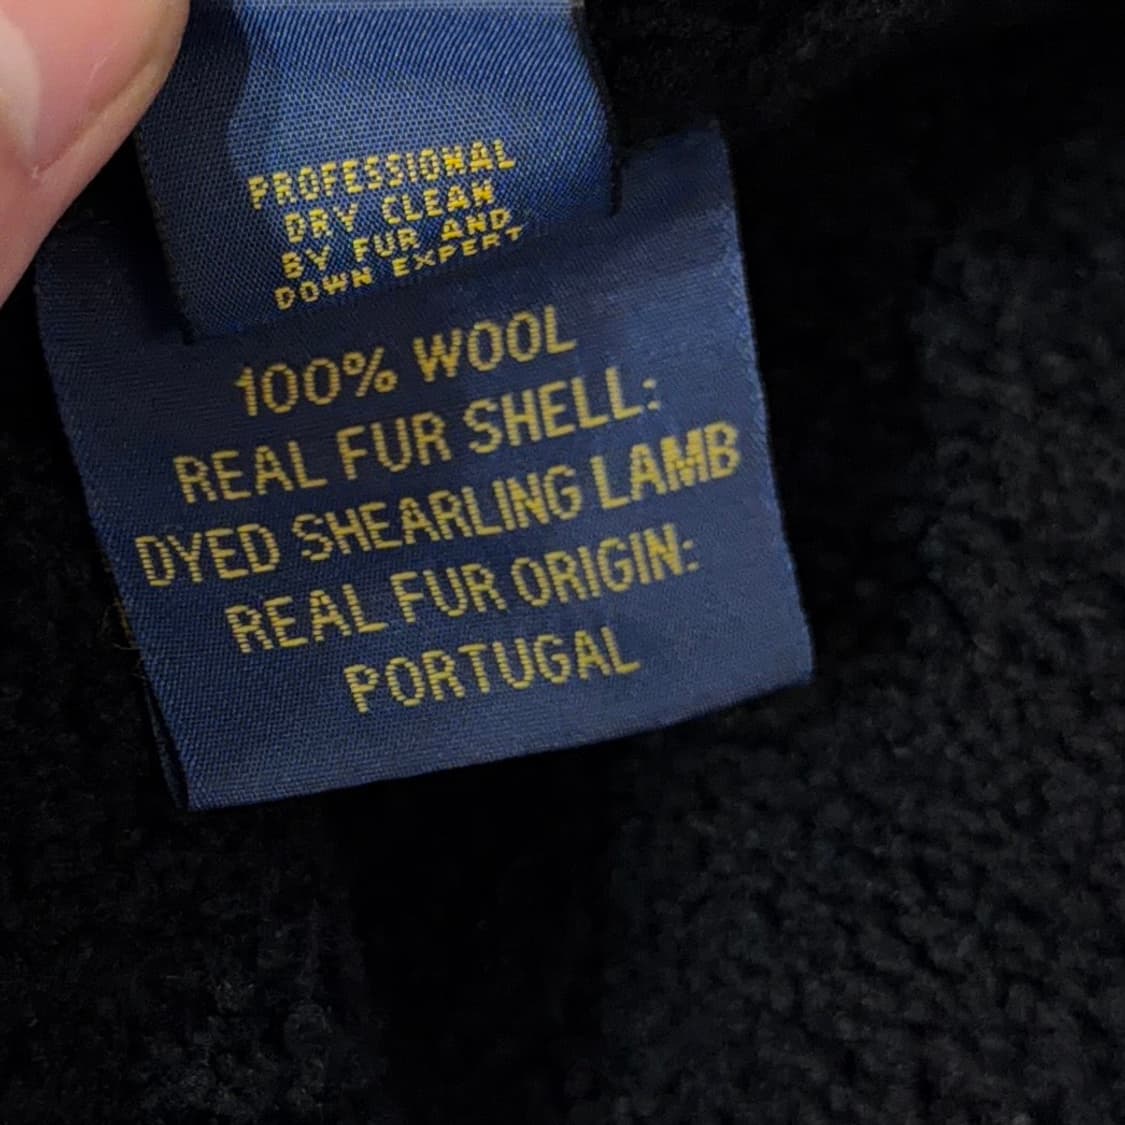 PROFESSIONAL
DRY CLEAN
BY FUR AND
DOWN EXPERT
100% WOOL
REAL FUR SHELL:
DYED SHEARLING LAMB
REAL FUR ORIGIN:
PORTUGAL